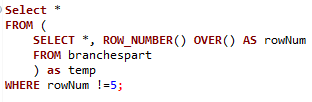 Select *
FROM (
    SELECT *, ROW_NUMBER() OVER() AS rowNum
    FROM branchespart
    ) as temp
WHERE rowNum !=5;